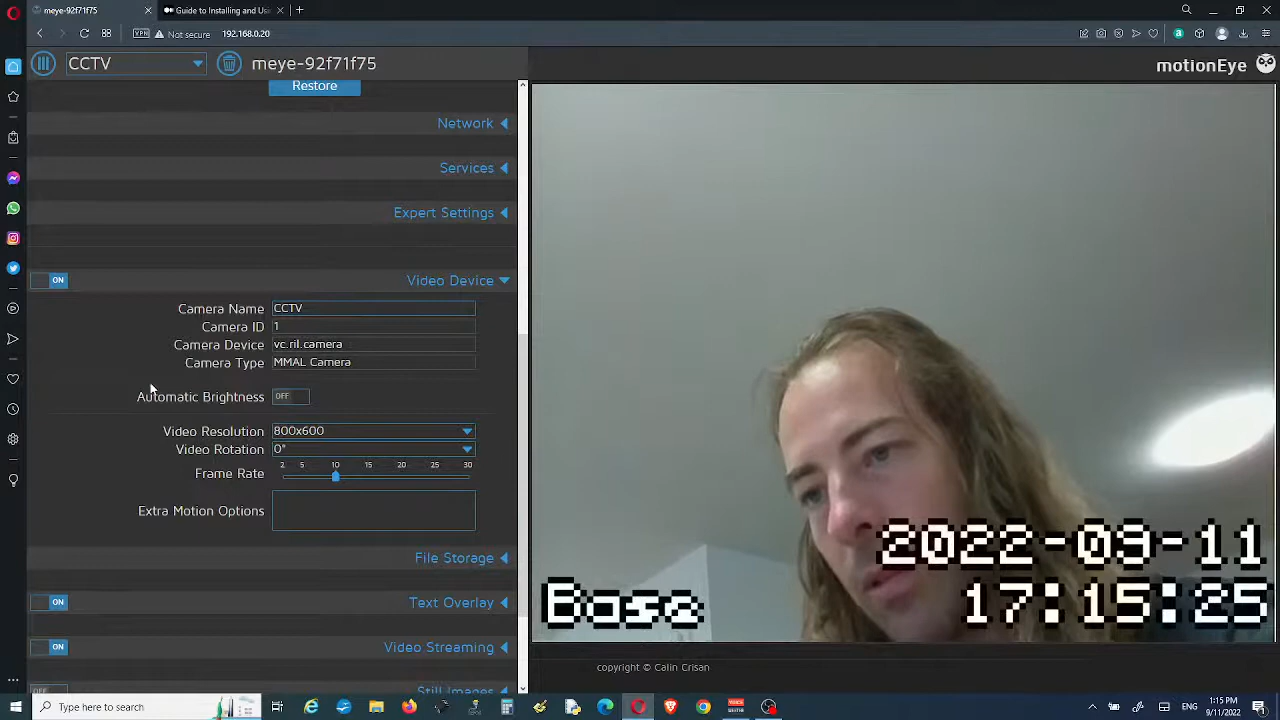 meye-92f71f75
Guide to Installing and Usi
VPN
Not secure
192.168.0.20
CCTV
meye-92f71f75
motionEye
Restore
Network
Services
Expert Settings
ON
Video Device
Camera Name
CCTV
Camera ID
1
Camera Device
vc.ril.camera
Camera Type
MMAL Camera
Automatic Brightness
OFF
Video Resolution
800x600
Video Rotation
0°
2 5 10 15 20 25 30
Frame Rate
Extra Motion Options
File Storage
ON
Text Overlay
ON
Video Streaming
OFF
Still Images
2022-09-11
Base
17:15:25
copyright © Calin Crisan
Type here to search
1:15 PM
9/11/2022